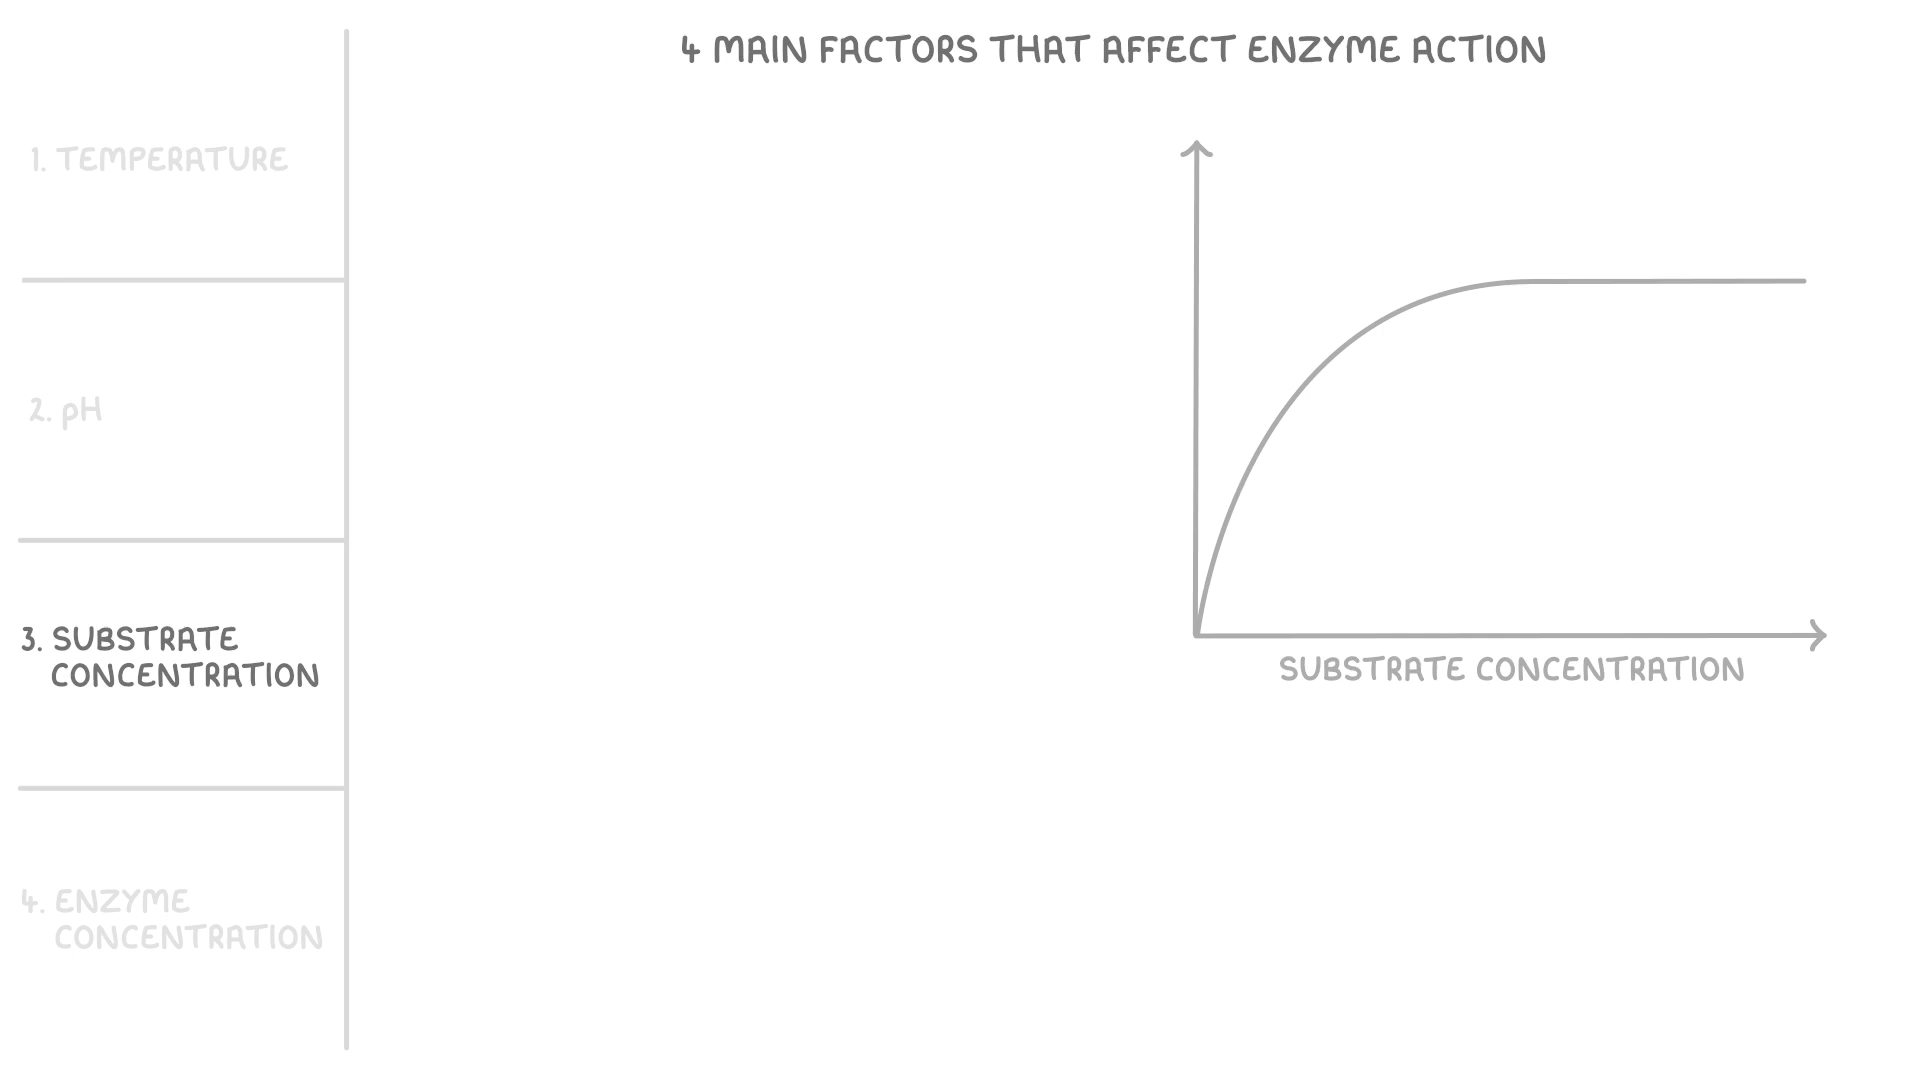 4 MAIN FACTORS THAT AFFECT ENZYME ACTION
1. TEMPERATURE
2. pH
3. SUBSTRATE
CONCENTRATION
4. ENZYME
CONCENTRATION
SUBSTRATE CONCENTRATION